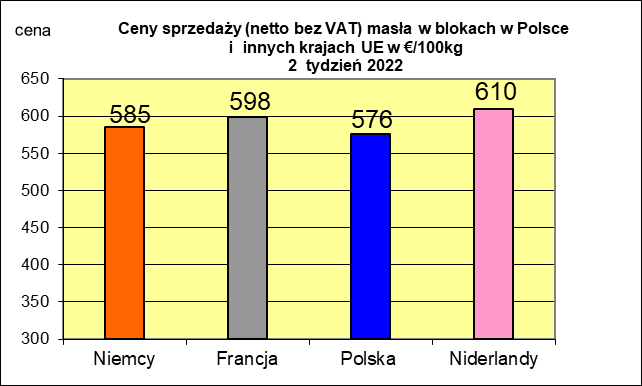 cena
Ceny sprzedaży (netto bez VAT) masła w blokach w Polsce
i innych krajach UE w €/100kg
2 tydzień 2022
650
600
550
500
450
400
350
300
585
598
576
610
Niemcy
Francja
Polska
Niderlandy